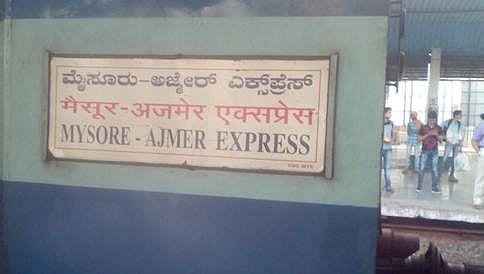 ಮೈಸೂರು-ಅಜ್ಮೇರ್ ಎಕ್ಸ್‌ಪ್ರೆಸ್
मैसूर-अजमेर एक्सप्रेस
MYSORE - AJMER EXPRESS